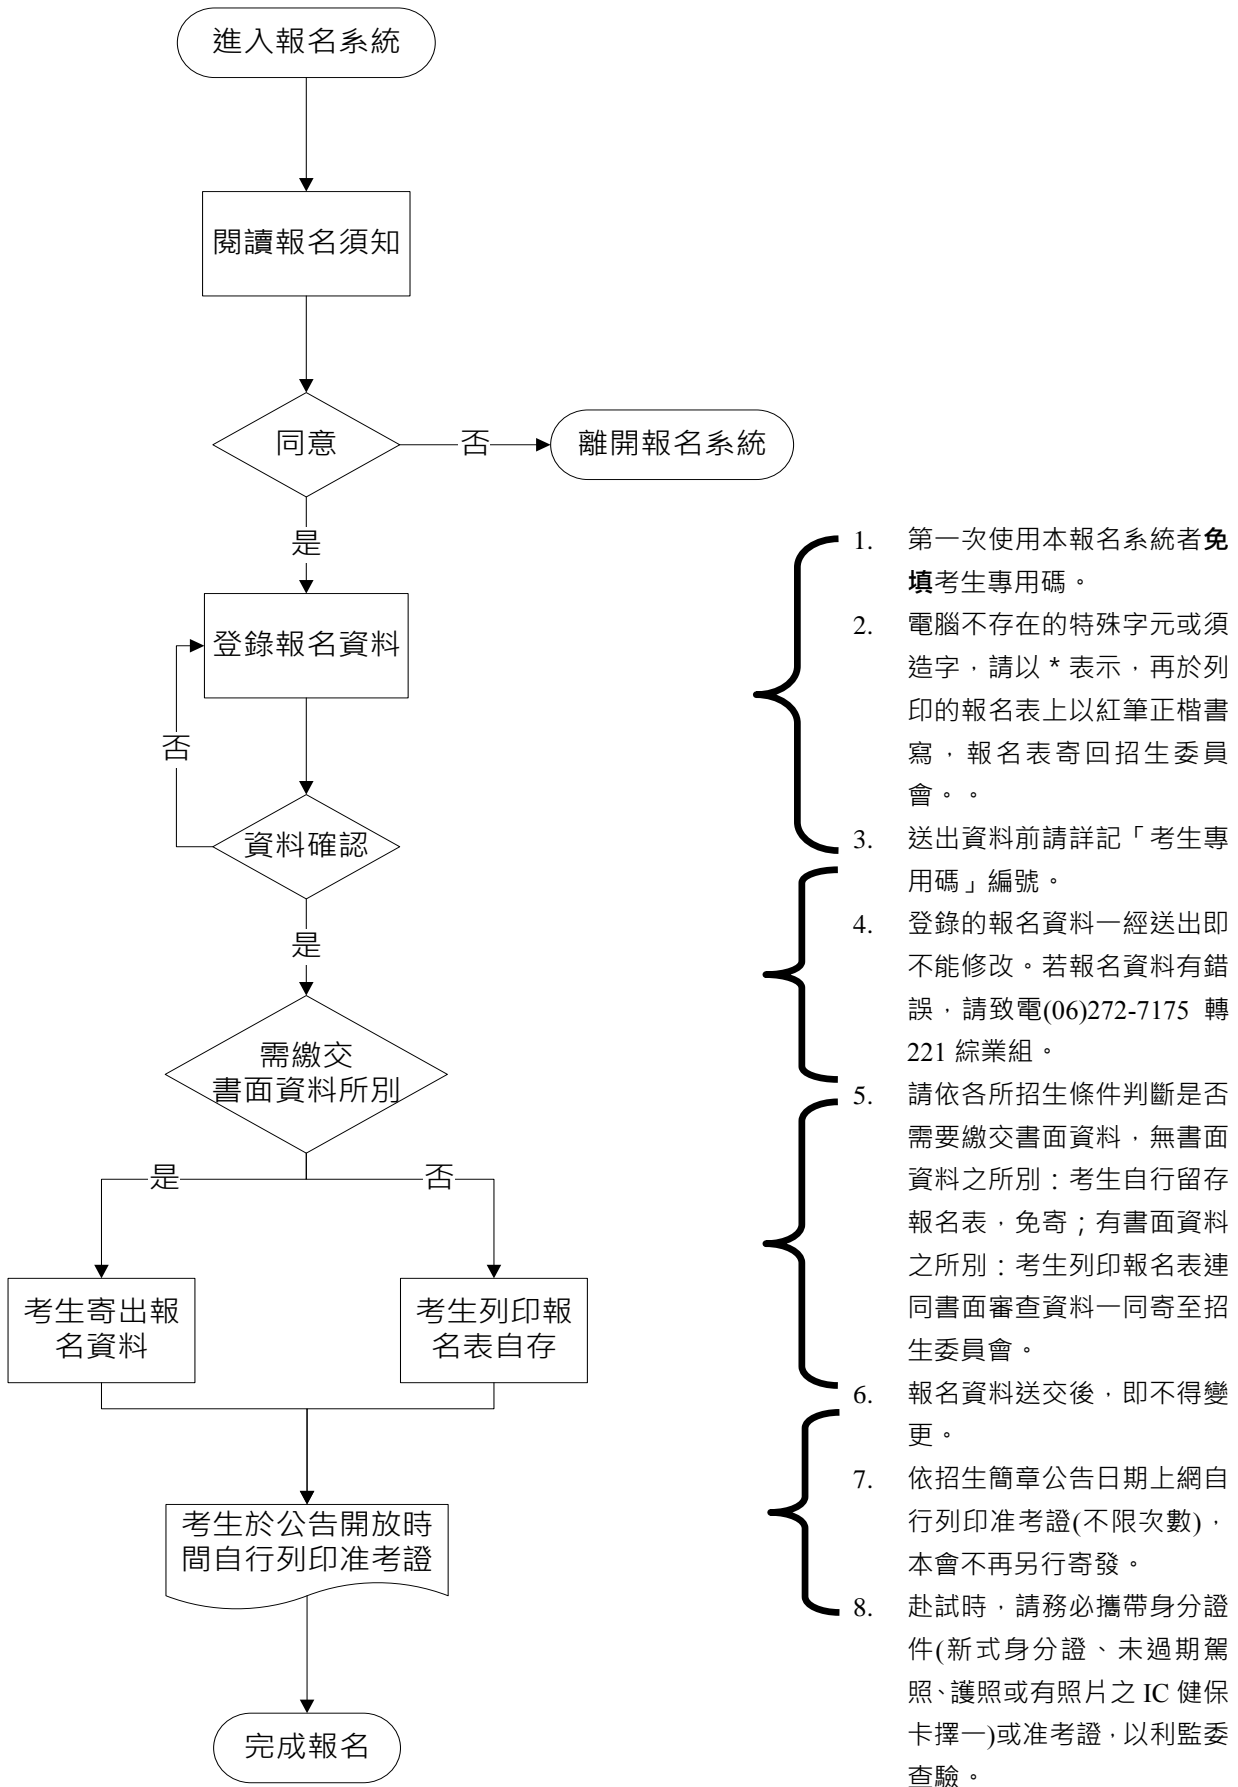 進入報名系統
閱讀報名須知
同意
否
離開報名系統
是
登錄報名資料
否
資料確認
是
需繳交
書面資料所別
是
否
考生寄出報
名資料
考生列印報
名表自存
考生於公告開放時
間自行列印准考證
完成報名
1. 第一次使用本報名系統者免
填考生專用碼。
2. 電腦不存在的特殊字元或須
造字，請以 * 表示，再於列
印的報名表上以紅筆正楷書
寫，報名表寄回招生委員
會。。
3. 送出資料前請詳記「考生專
用碼」編號。
4. 登錄的報名資料一經送出即
不能修改。若報名資料有錯
誤，請致電(06)272-7175 轉
221 綜業組。
5. 請依各所招生條件判斷是否
需要繳交書面資料，無書面
資料之所別：考生自行留存
報名表，免寄；有書面資料
之所別：考生列印報名表連
同書面審查資料一同寄至招
生委員會。
6. 報名資料送交後，即不得變
更。
7. 依招生簡章公告日期上網自
行列印准考證(不限次數)，
本會不再另行寄發。
8. 赴試時，請務必攜帶身分證
件(新式身分證、未過期駕
照、護照或有照片之 IC 健保
卡擇一)或准考證，以利監委
查驗。